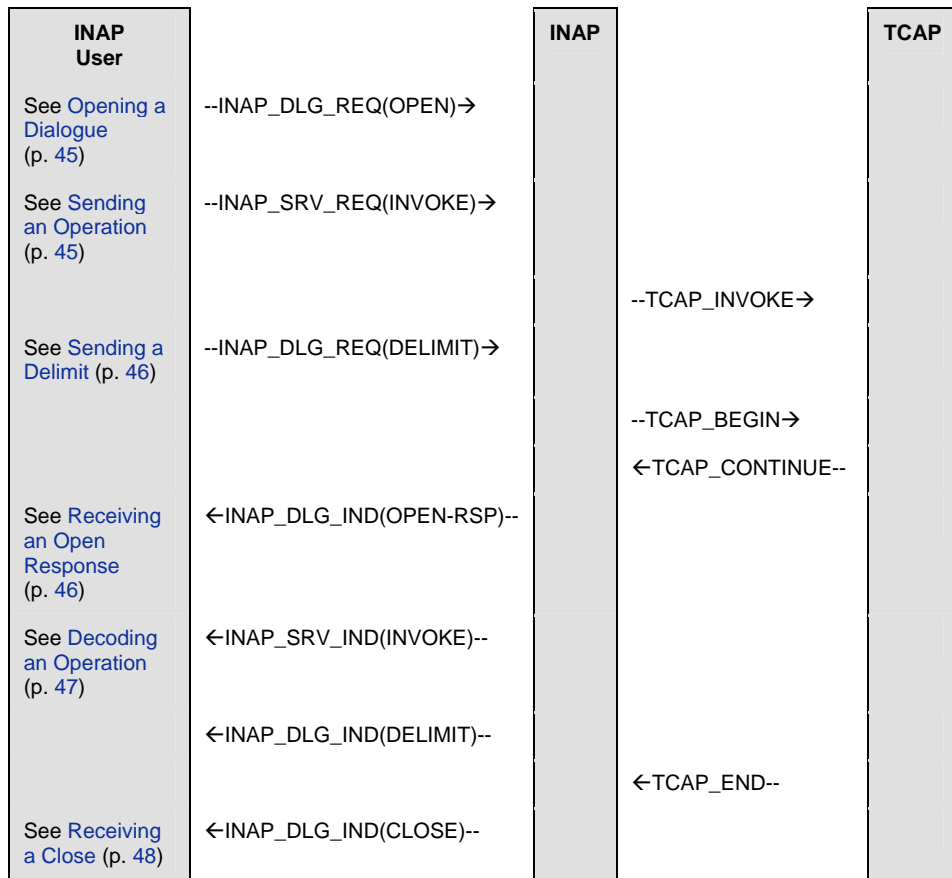 INAP User
INAP
TCAP
See Opening a
Dialogue
(p. 45)
--INAP_DLG_REQ(OPEN)→
See Sending
an Operation
(p. 45)
--INAP_SRV_REQ(INVOKE)→
--TCAP_INVOKE→
See Sending a
Delimit (p. 46)
--INAP_DLG_REQ(DELIMIT)→
--TCAP_BEGIN→
←TCAP_CONTINUE--
See Receiving
an Open
Response
(p. 46)
←INAP_DLG_IND(OPEN-RSP)--
See Decoding
an Operation
(p. 47)
←INAP_SRV_IND(INVOKE)--
←INAP_DLG_IND(DELIMIT)--
←TCAP_END--
See Receiving
a Close (p. 48)
←INAP_DLG_IND(CLOSE)--